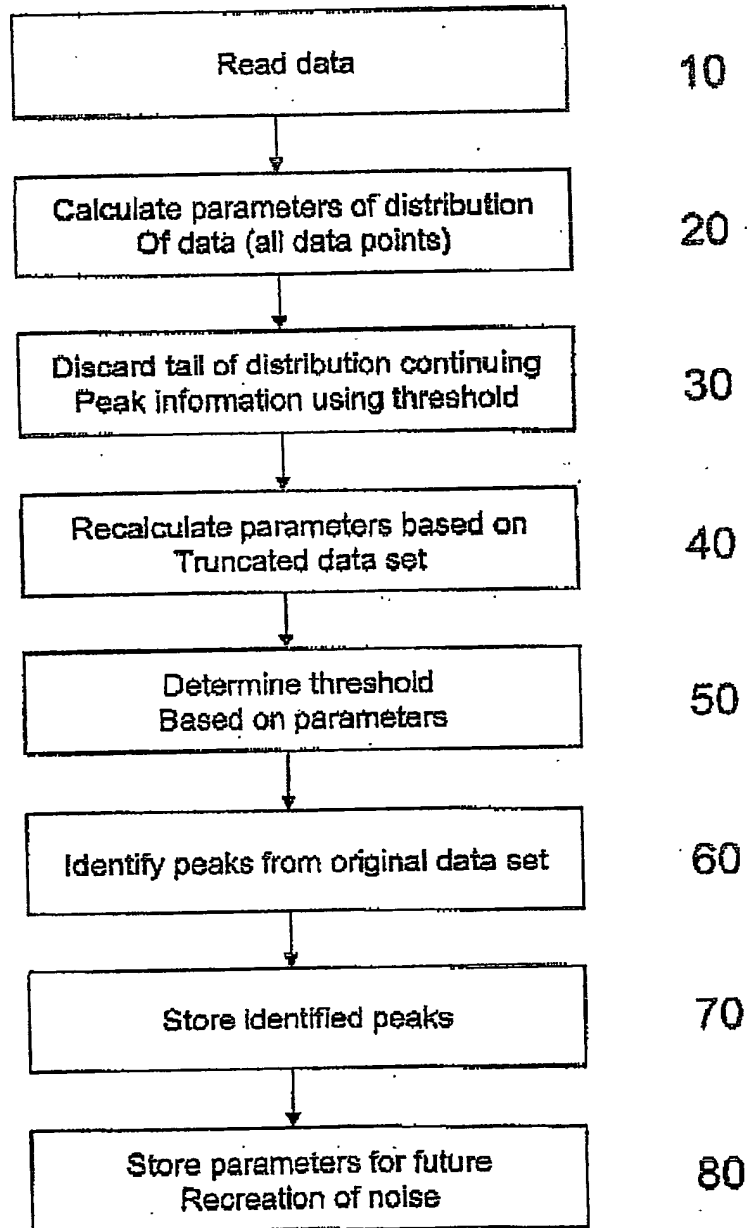 Read data
10
Calculate parameters of distribution
Of data (all data points)
20
Discard tail of distribution continuing
Peak information using threshold
30
Recalculate parameters based on
Truncated data set
40
Determine threshold
Based on parameters
50
Identify peaks from original data set
60
Store identified peaks
70
Store parameters for future
Recreation of noise
80